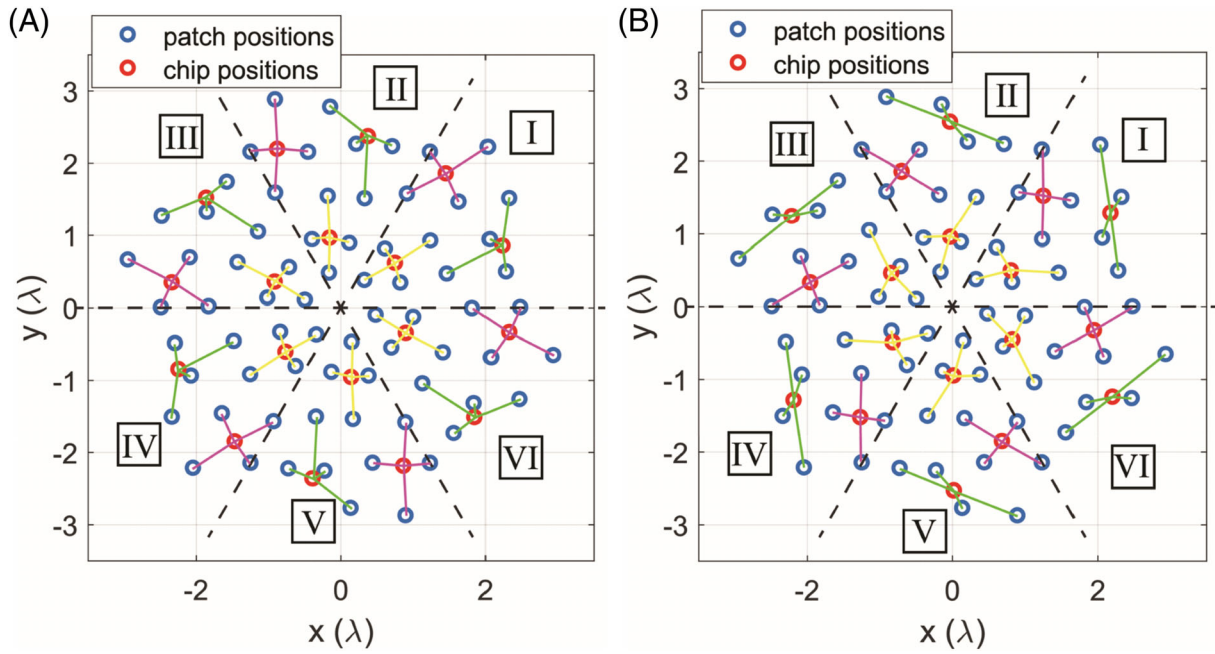 (A)
patch positions
chip positions
I
II
III
IV
V
VI
3
2
1
0
-1
-2
-3
y (λ)
-2
0
2
x (λ)
(B)
patch positions
chip positions
I
II
III
IV
V
VI
3
2
1
0
-1
-2
-3
y (λ)
-2
0
2
x (λ)